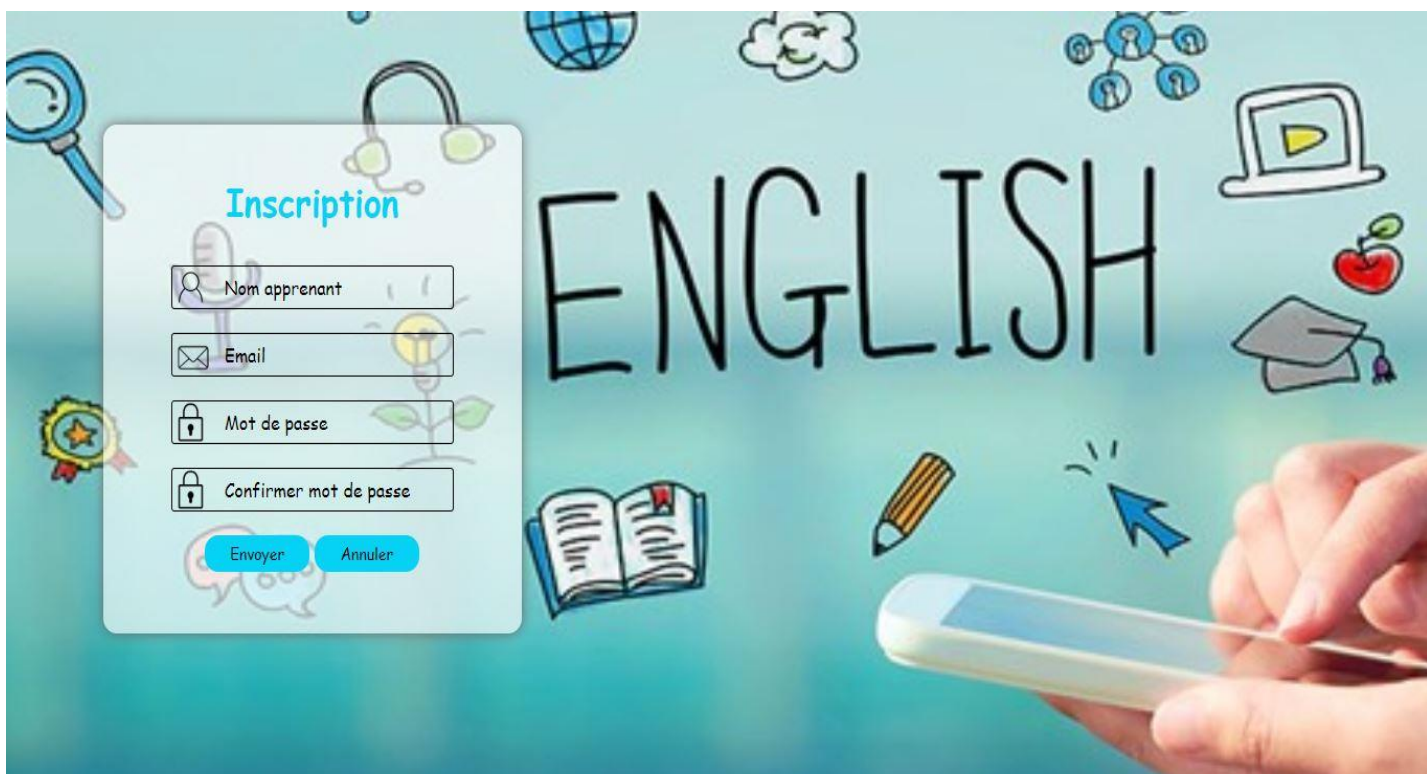 Inscription
ENGLISH
Nom apprenant
Email
Mot de passe
Confirmer mot de passe
Envoyer Annuler